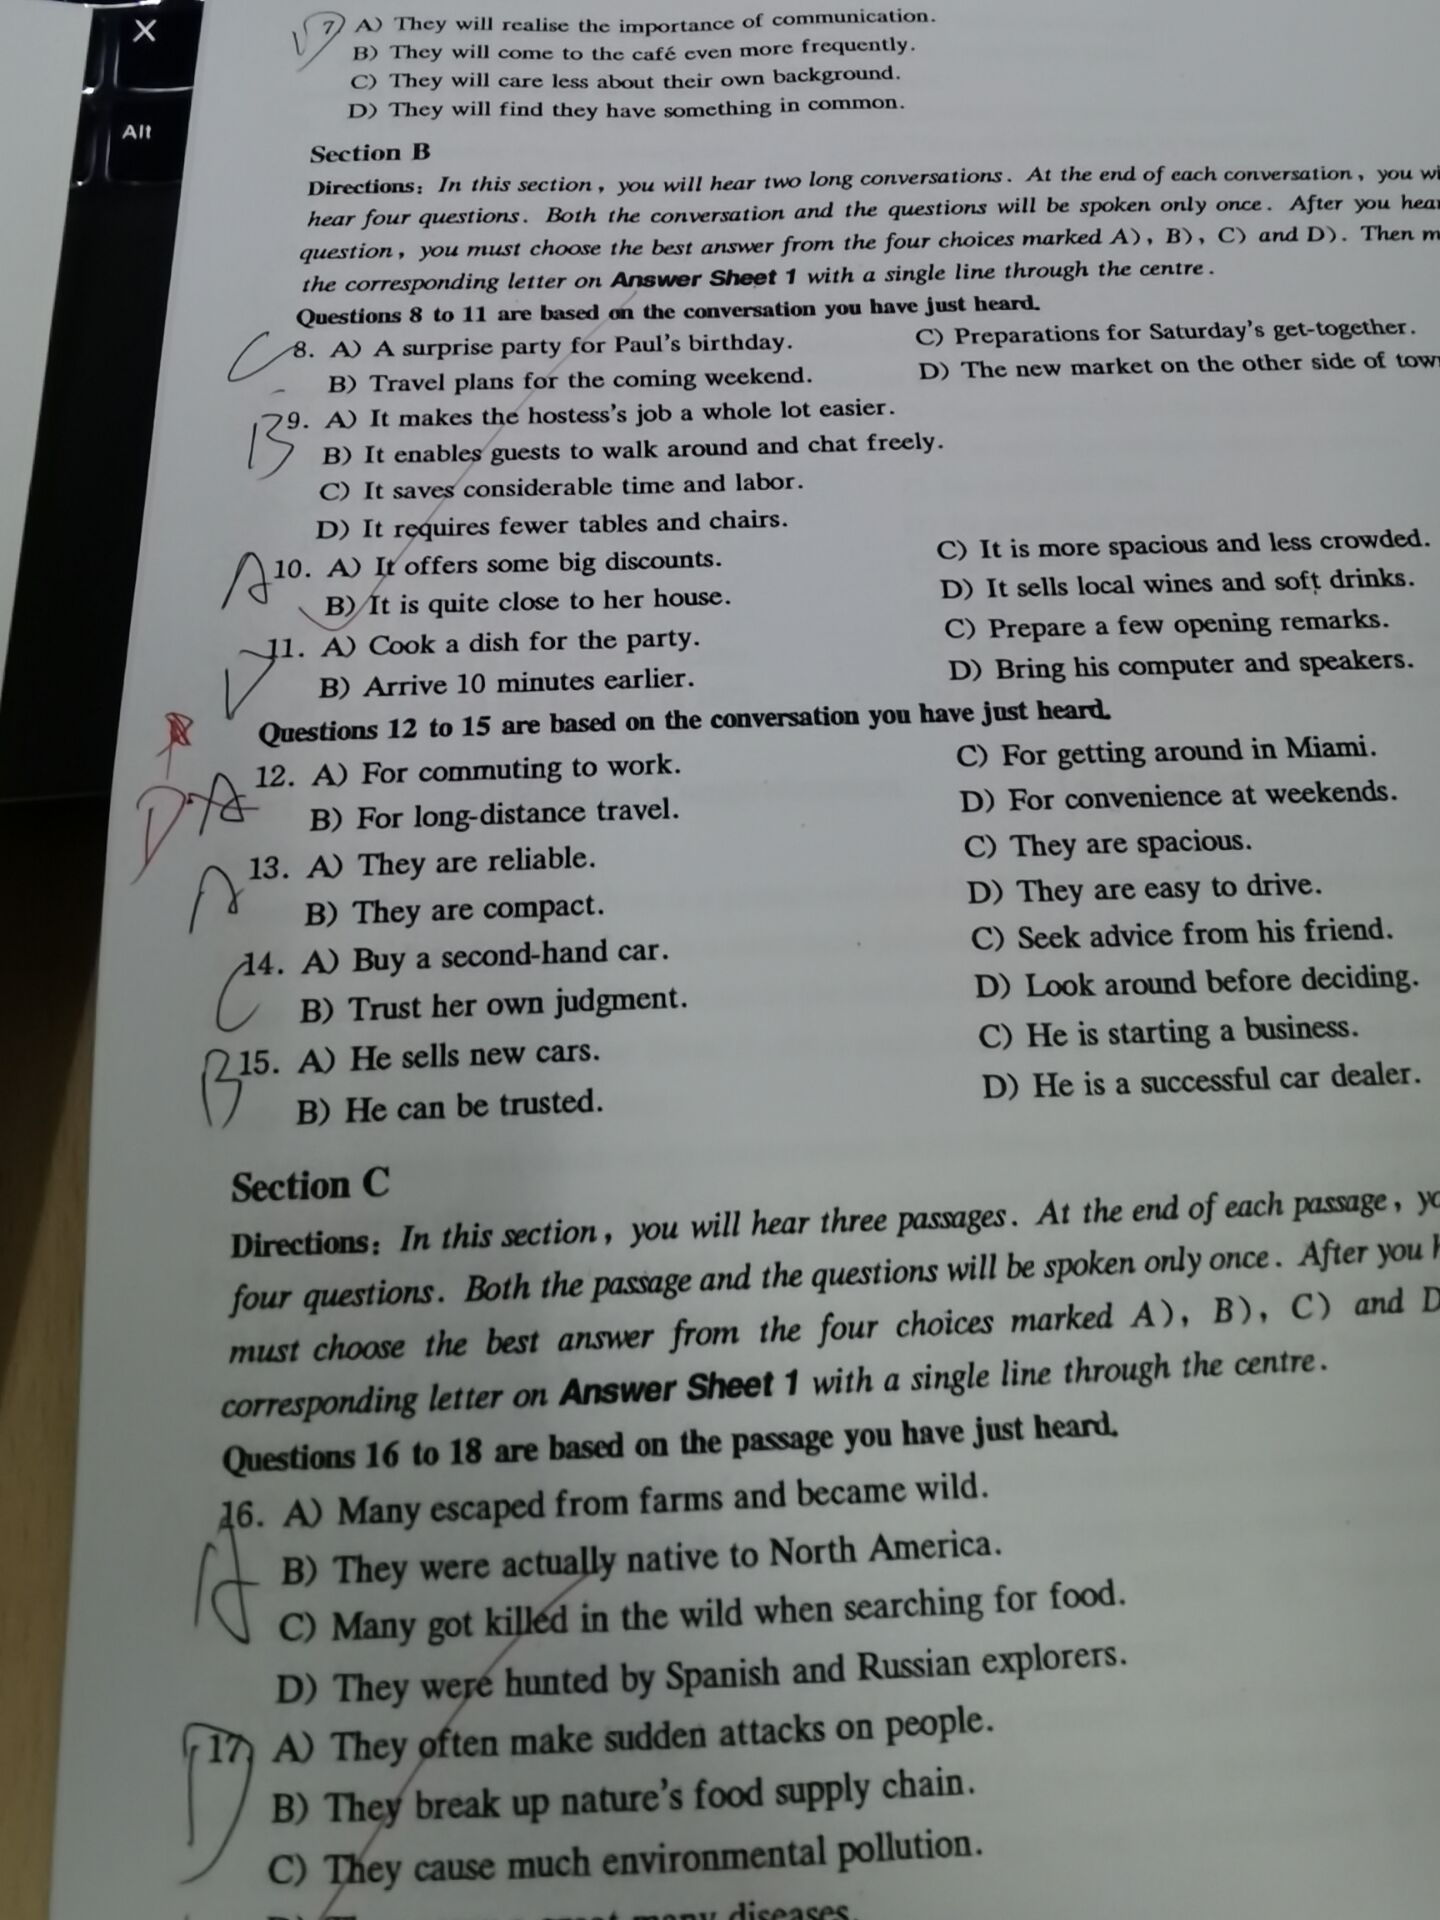 X
Alt
7 A) They will realise the importance of communication.
B) They will come to the café even more frequently.
C) They will care less about their own background.
D) They will find they have something in common.
Section B
Directions: In this section, you will hear two long conversations. At the end of each conversation, you
hear four questions. Both the conversation and the questions will be spoken only once. After you
question, you must choose the best answer from the four choices marked A), B), C) and D). Then
the corresponding letter on Answer Sheet 1 with a single line through the centre.
Questions 8 to 11 are based on the conversation you have just heard.
C 8. A) A surprise party for Paul's birthday. C) Preparations for Saturday's get-together.
B) Travel plans for the coming weekend. D) The new market on the other side of
B 9. A) It makes the hostess's job a whole lot easier.
B) It enables guests to walk around and chat freely.
C) It saves considerable time and labor.
D) It requires fewer tables and chairs.
A 10. A) It offers some big discounts. C) It is more spacious and less crowded.
B) It is quite close to her house. D) It sells local wines and soft drinks.
D 11. A) Cook a dish for the party. C) Prepare a few opening remarks.
B) Arrive 10 minutes earlier. D) Bring his computer and speakers.
Questions 12 to 15 are based on the conversation you have just heard.
D A 12. A) For commuting to work. C) For getting around in Miami.
B) For long-distance travel. D) For convenience at weekends.
A 13. A) They are reliable. C) They are spacious.
B) They are compact. D) They are easy to drive.
C 14. A) Buy a second-hand car. C) Seek advice from his friend.
B) Trust her own judgment. D) Look around before deciding.
B 15. A) He sells new cars. C) He is starting a business.
B) He can be trusted. D) He is a successful car dealer.
Section C
Directions: In this section, you will hear three passages. At the end of each passage,
four questions. Both the passage and the questions will be spoken only once. After you
must choose the best answer from the four choices marked A), B), C) and
corresponding letter on Answer Sheet 1 with a single line through the centre.
Questions 16 to 18 are based on the passage you have just heard.
A 16. A) Many escaped from farms and became wild.
B) They were actually native to North America.
C) Many got killed in the wild when searching for food.
D) They were hunted by Spanish and Russian explorers.
D 17 A) They often make sudden attacks on people.
B) They break up nature's food supply chain.
C) They cause much environmental pollution.
many diseases.